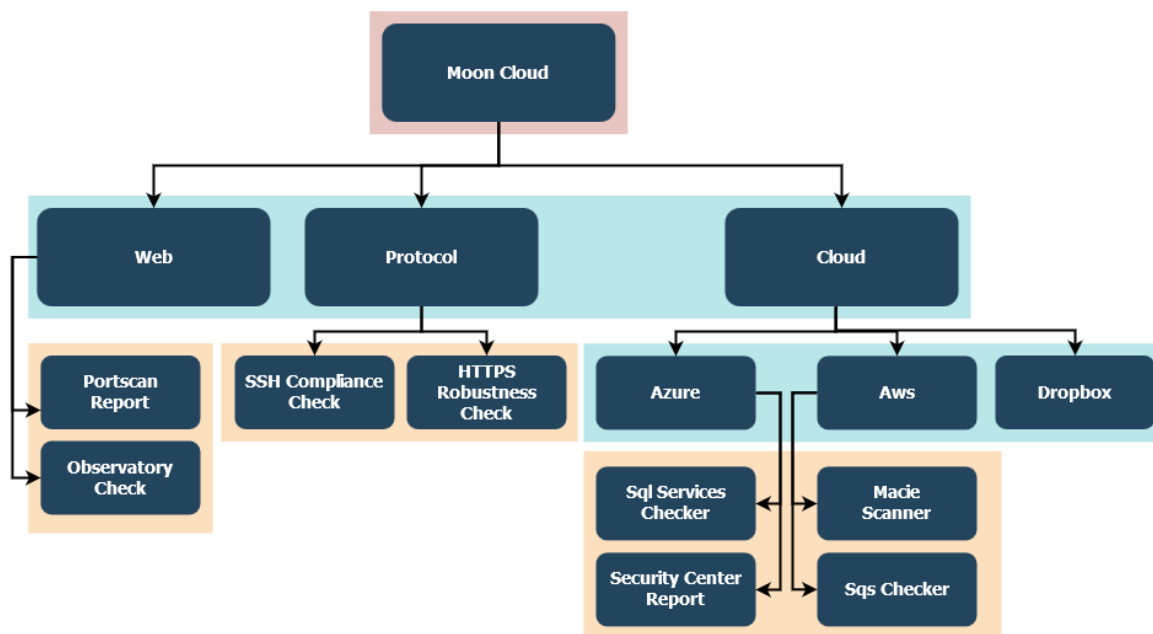 Moon Cloud
Web
Protocol
Cloud
Portscan
Report
Observatory
Check
SSH Compliance
Check
HTTPS
Robustness
Check
Azure
Aws
Dropbox
Sql Services
Checker
Macie
Scanner
Security Center
Report
Sqs Checker